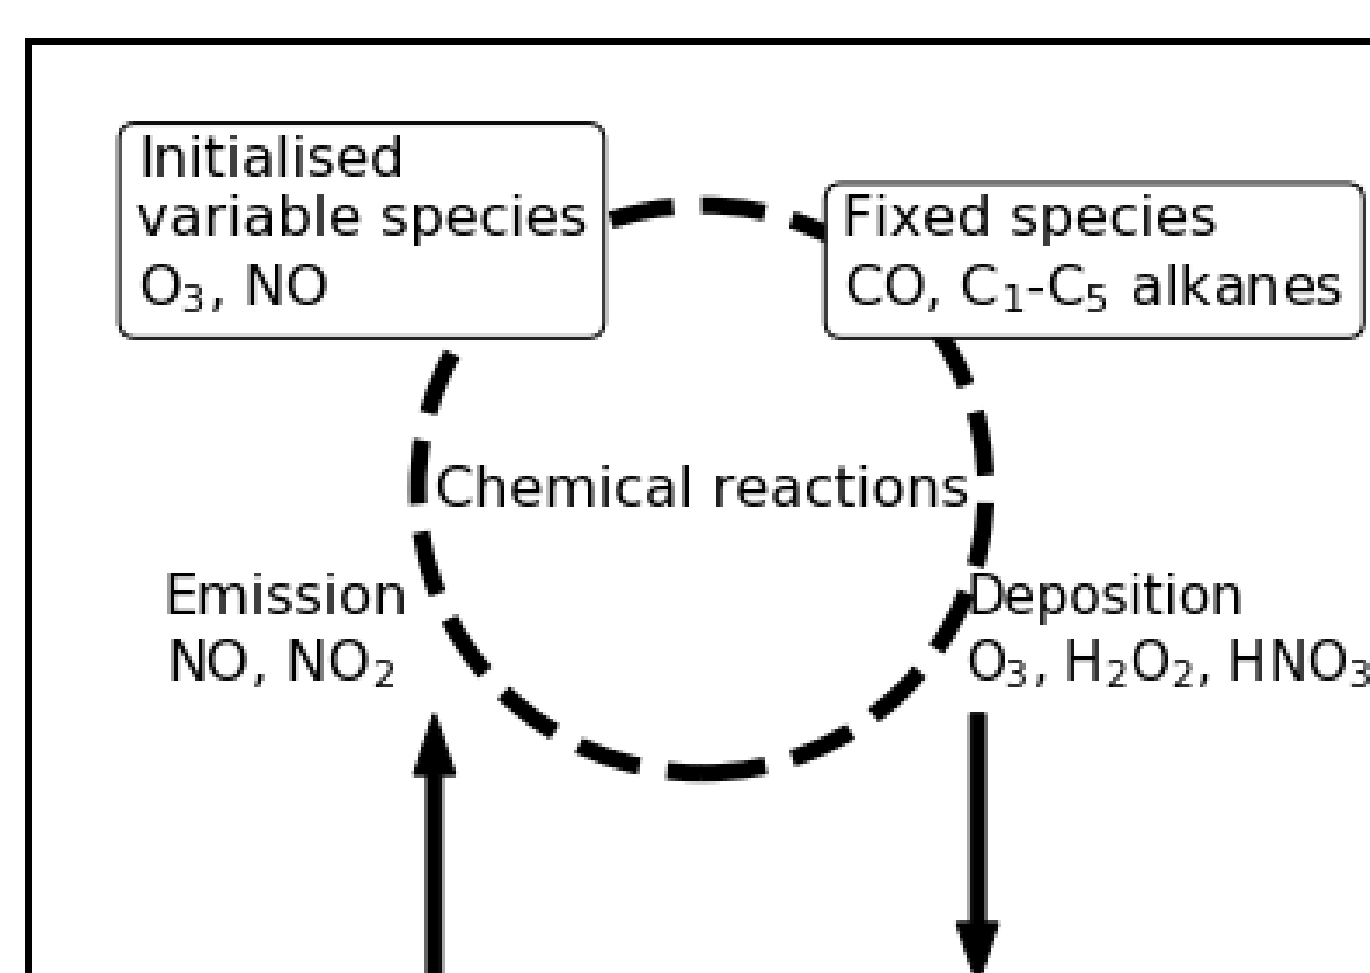 Initialised
variable species
O₃, NO
Fixed species
CO, C₁-C₅ alkanes
Chemical reactions
Emission
NO, NO₂
Deposition
O₃, H₂O₂, HNO₃